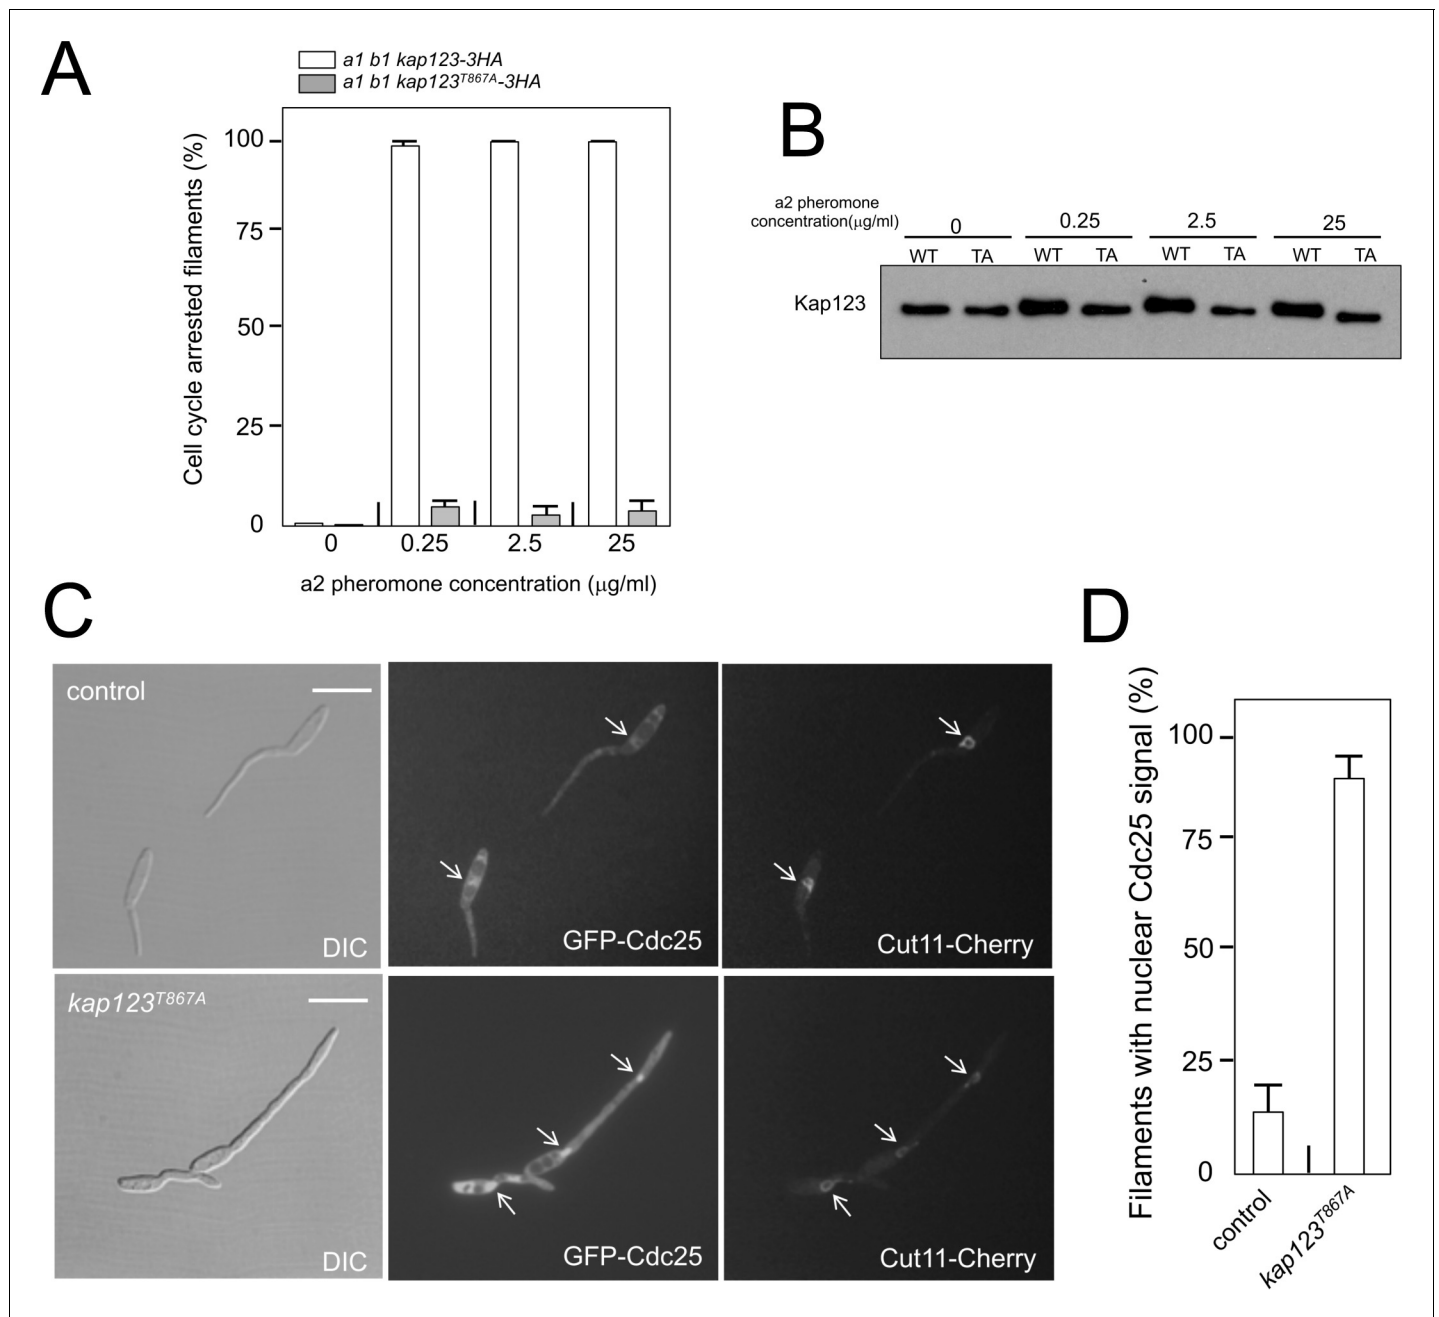 A
a1 b1 kap123-3HA
a1 b1 kap123T867A-3HA
Cell cycle arrested filaments (%)
100
75
50
25
0
0 0.25 2.5 25
a2 pheromone concentration (μg/ml)
B
a2 pheromone
concentration(μg/ml)
0 0.25 2.5 25
WT TA WT TA WT TA WT TA
Kap123
C
control
DIC
GFP-Cdc25
Cut11-Cherry
kap123T867A
DIC
GFP-Cdc25
Cut11-Cherry
D
Filaments with nuclear Cdc25 signal (%)
100
75
50
25
0
control
kap123T867A